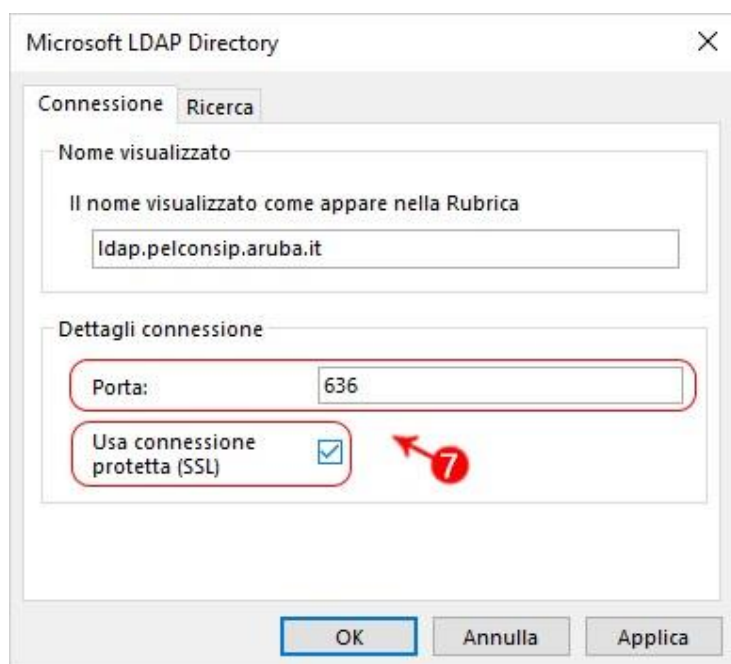 Microsoft LDAP Directory
Connessione
Ricerca
Nome visualizzato
Il nome visualizzato come appare nella Rubrica
ldap.pelconsip.aruba.it
Dettagli connessione
Porta:
636
Usa connessione
protetta (SSL)
7
OK
Annulla
Applica